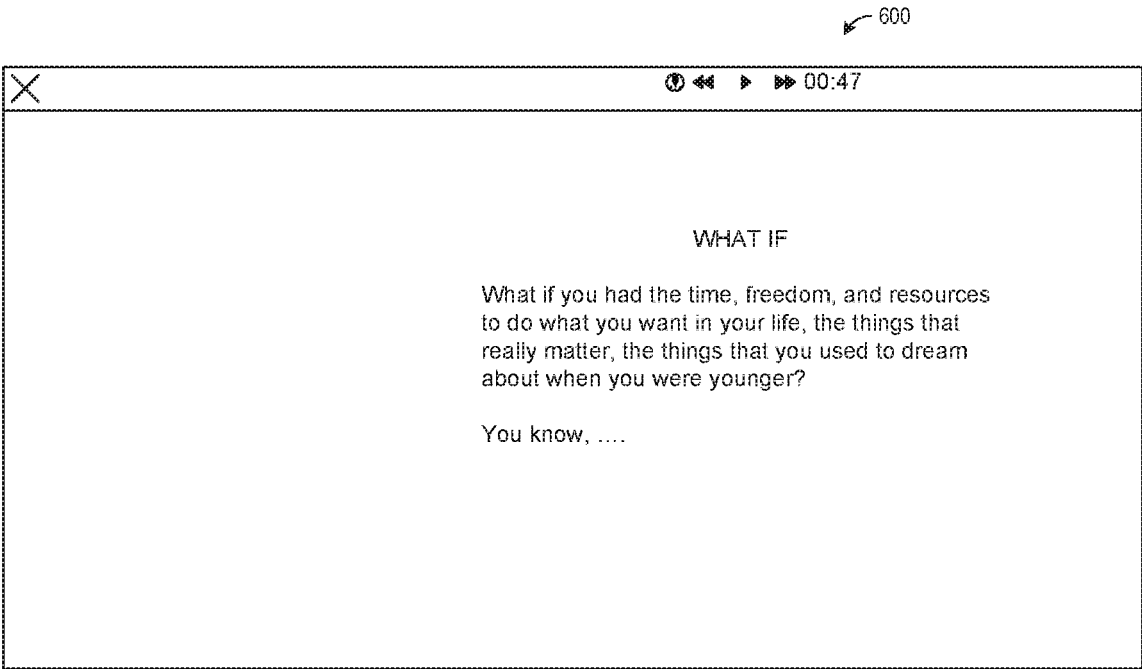 600
00:47
WHAT IF
What if you had the time, freedom, and resources
to do what you want in your life, the things that
really matter, the things that you used to dream
about when you were younger?
You know, ....